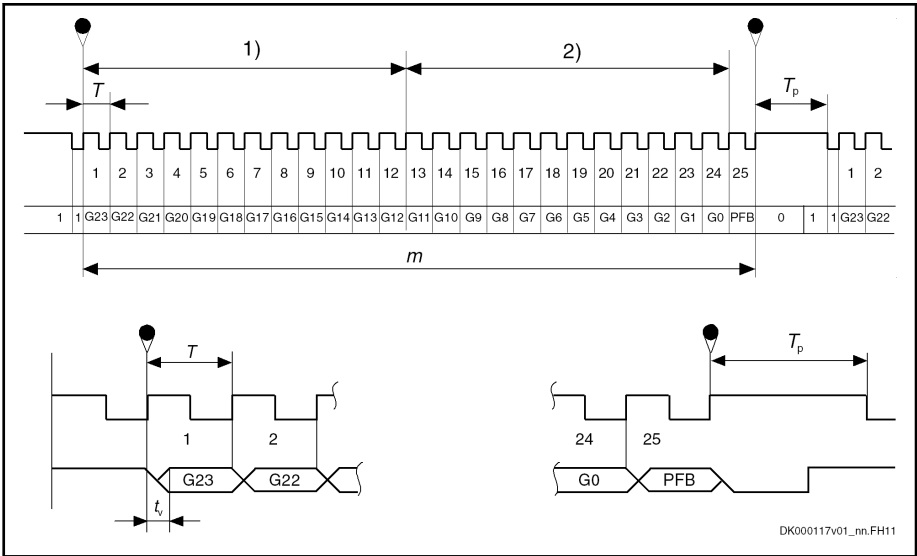 1) 2)
T Tp
1 2 3 4 5 6 7 8 9 10 11 12 13 14 15 16 17 18 19 20 21 22 23 24 25 1 2
1 1 G23 G22 G21 G20 G19 G18 G17 G16 G15 G14 G13 G12 G11 G10 G9 G8 G7 G6 G5 G4 G3 G2 G1 G0 PFB 0 1 1 G23 G22
m
T Tp
1 2 24 25
G23 G22 G0 PFB
tv
DK000117v01_nn.FH11